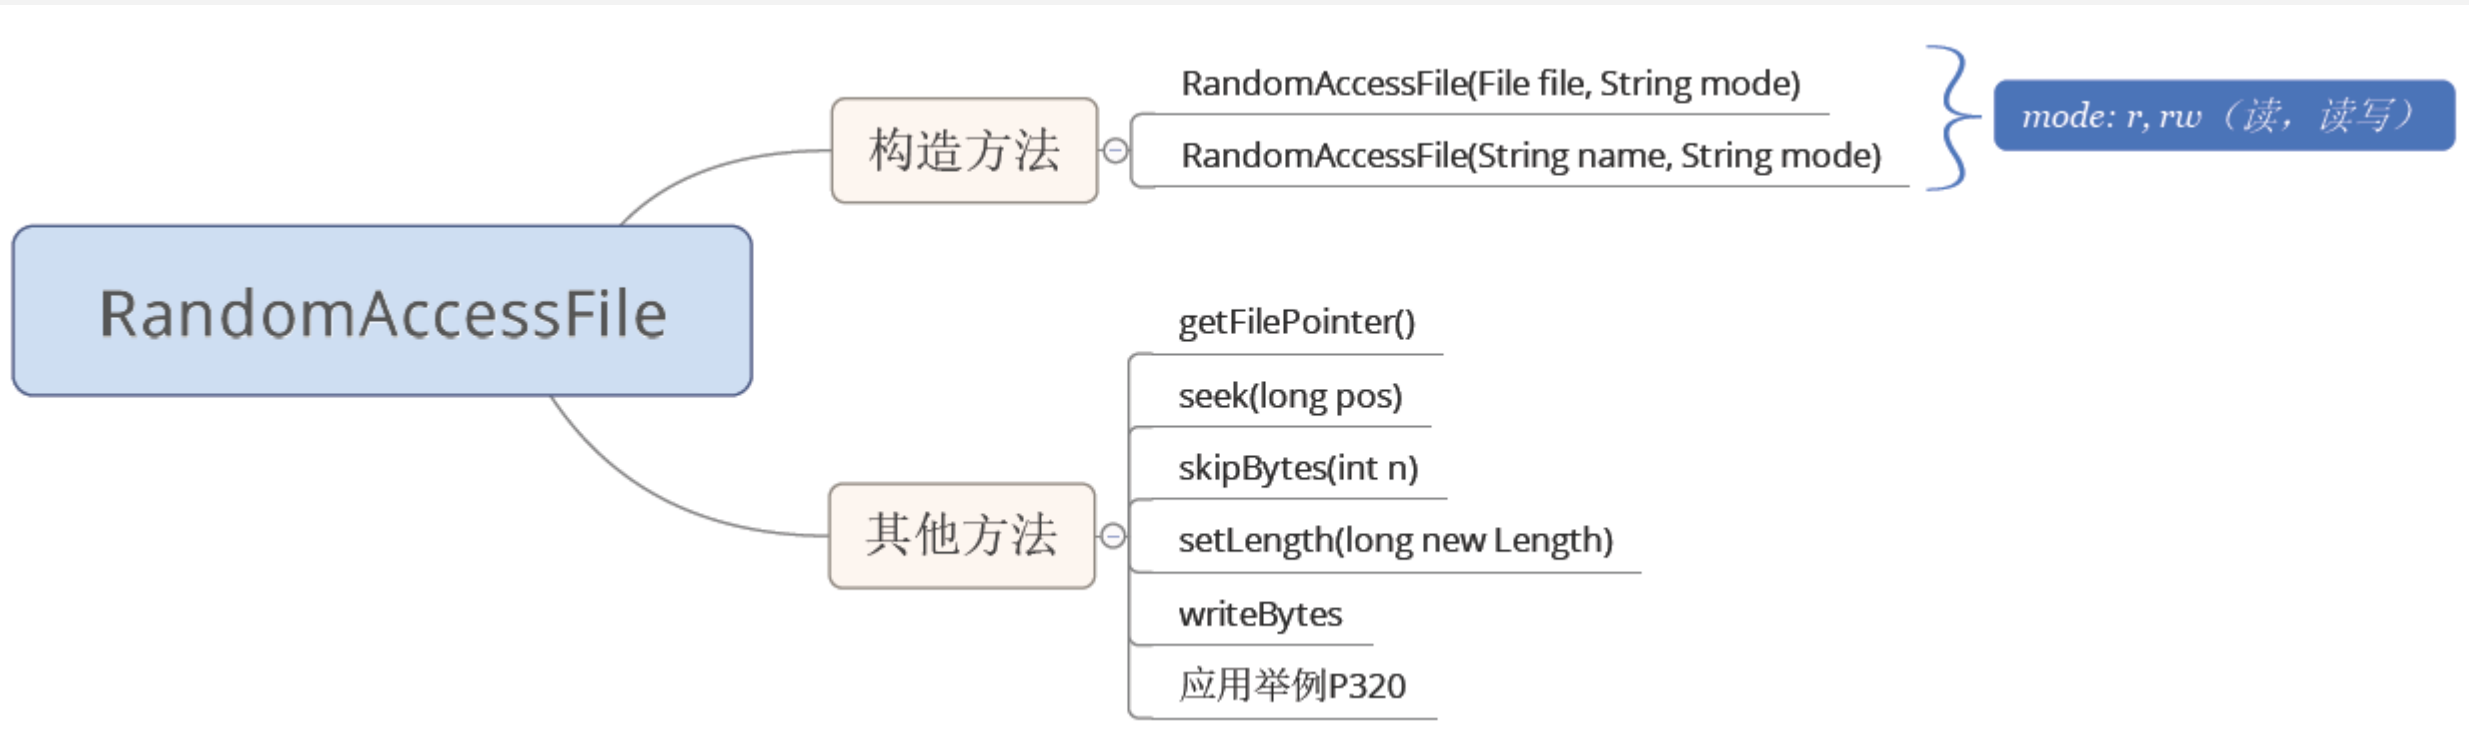 RandomAccessFile
构造方法
RandomAccessFile(File file, String mode)
RandomAccessFile(String name, String mode)
mode: r, rw（读，读写）
其他方法
getFilePointer()
seek(long pos)
skipBytes(int n)
setLength(long new Length)
writeBytes
应用举例P320